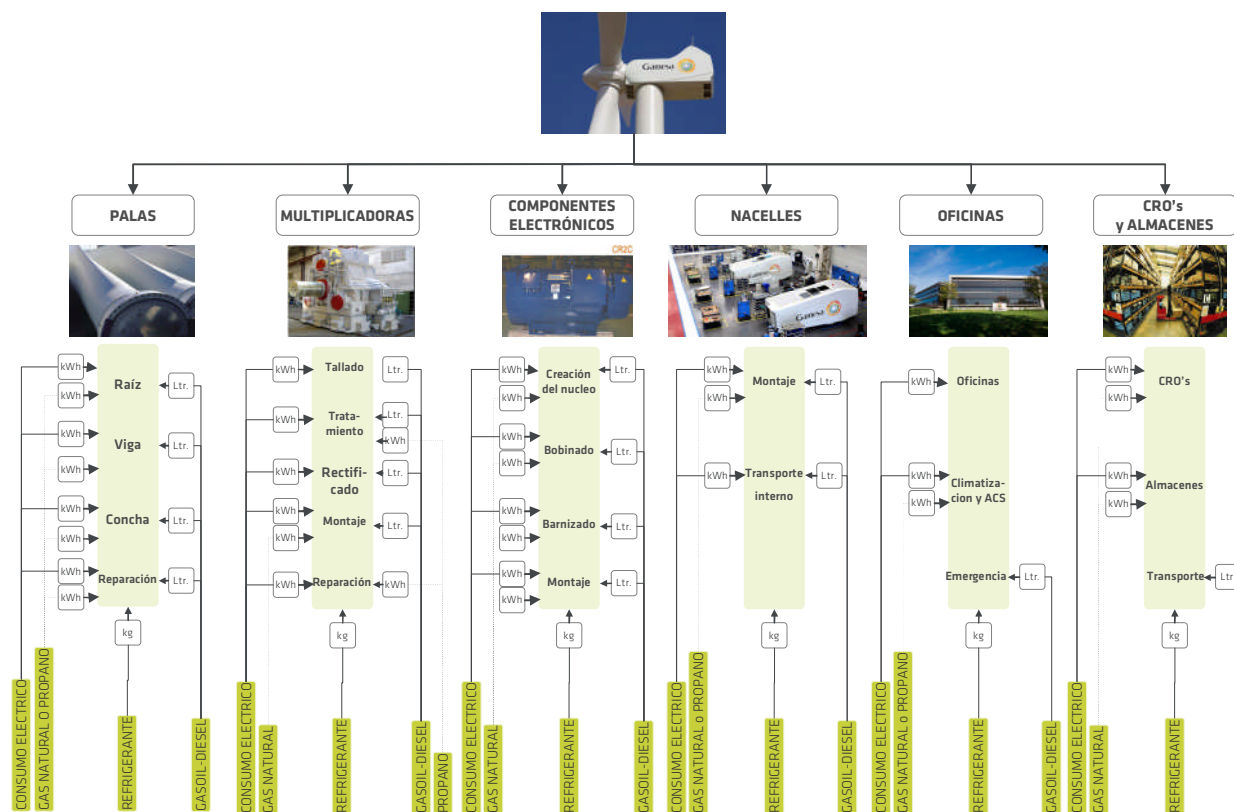 Gamesa
PALAS
MULTIPLICADORAS
COMPONENTES
ELECTRÓNICOS
NACELLES
OFICINAS
CRO's
y ALMACENES
CR2C
Gamesa
kWh
Raíz
Ltr.
kWh
kWh
Viga
Ltr.
kWh
kWh
Concha
Ltr.
kWh
kWh
Reparación
Ltr.
kWh
kg
CONSUMO ELECTRICO
GAS NATURAL O PROPANO
REFRIGERANTE
GASOIL-DIESEL
kWh
Tallado
Ltr.
kWh
Trata-
miento
Ltr.
kWh
kWh
Rectifi-
cado
Ltr.
kWh
Montaje
Ltr.
kWh
kWh
Reparación
kWh
kg
CONSUMO ELECTRICO
GAS NATURAL
REFRIGERANTE
GASOIL-DIESEL
PROPANO
kWh
Creación
del nucleo
Ltr.
kWh
kWh
Bobinado
Ltr.
kWh
kWh
Barnizado
Ltr.
kWh
kWh
Montaje
Ltr.
kWh
kg
CONSUMO ELECTRICO
GAS NATURAL
REFRIGERANTE
GASOIL-DIESEL
kWh
Montaje
Ltr.
kWh
kWh
Transporte
interno
Ltr.
kg
CONSUMO ELECTRICO
GAS NATURAL o PROPANO
REFRIGERANTE
GASOIL-DIESEL
kWh
Oficinas
kWh
Climatiza-
cion y ACS
kWh
Emergencia
Ltr.
kg
CONSUMO ELECTRICO
GAS NATURAL o PROPANO
REFRIGERANTE
GASOIL-DIESEL
kWh
CRO's
kWh
kWh
Almacenes
kWh
Transporte
Lt
kg
CONSUMO ELECTRICO
GAS NATURAL
REFRIGERANTE